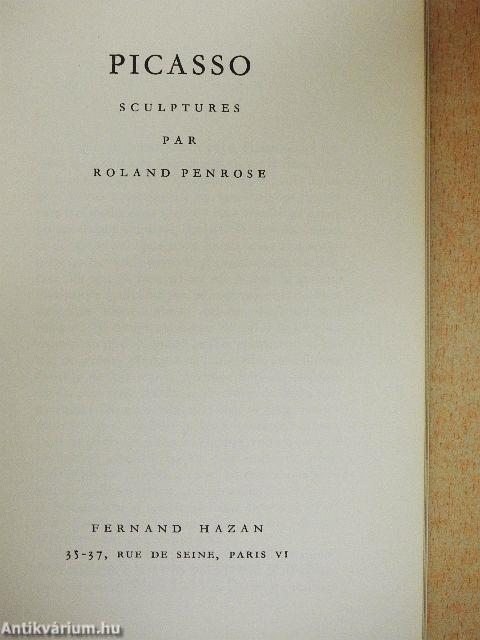 PICASSO
SCULPTURES
PAR
ROLAND PENROSE
FERNAND HAZAN
35-37, RUE DE SEINE, PARIS VI
Antikvárium.hu